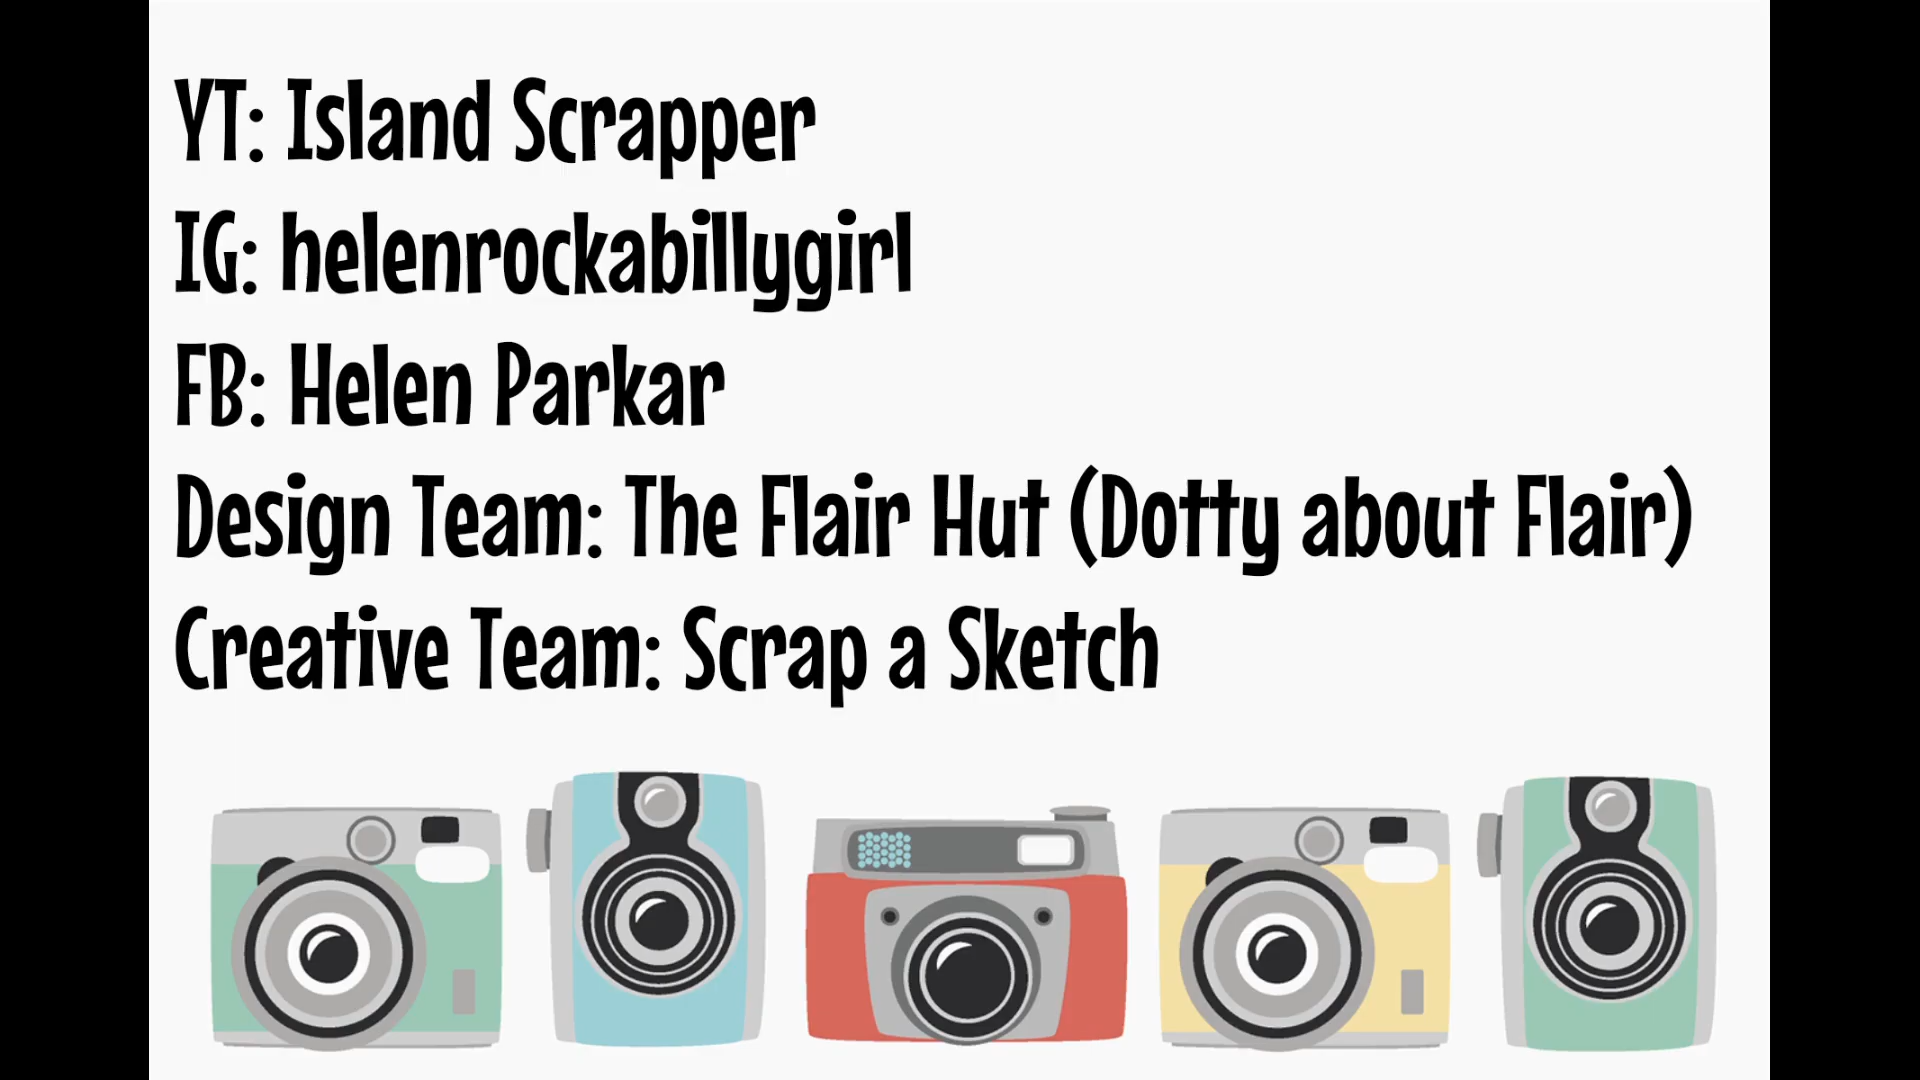 YT: Island Scrapper
IG: helenrockabillygirl
FB: Helen Parkar
Design Team: The Flair Hut (Dotty about Flair)
Creative Team: Scrap a Sketch